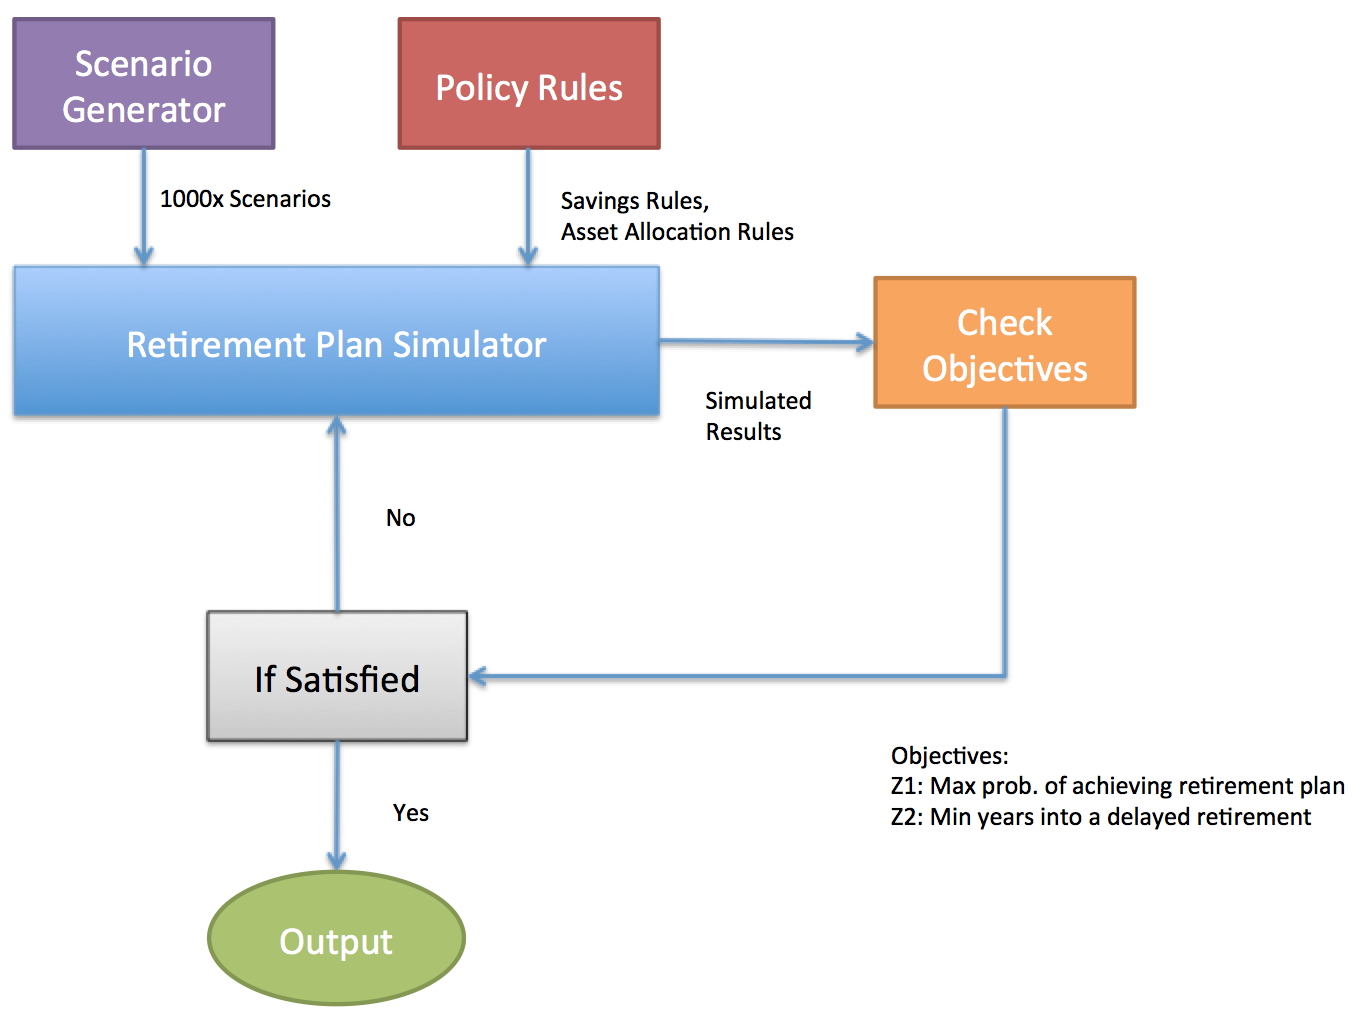 Scenario
Generator
Policy Rules
1000x Scenarios
Savings Rules,
Asset Allocation Rules
Retirement Plan Simulator
Check
Objectives
Simulated
Results
No
If Satisfied
Objectives:
Z1: Max prob. of achieving retirement plan
Z2: Min years into a delayed retirement
Yes
Output